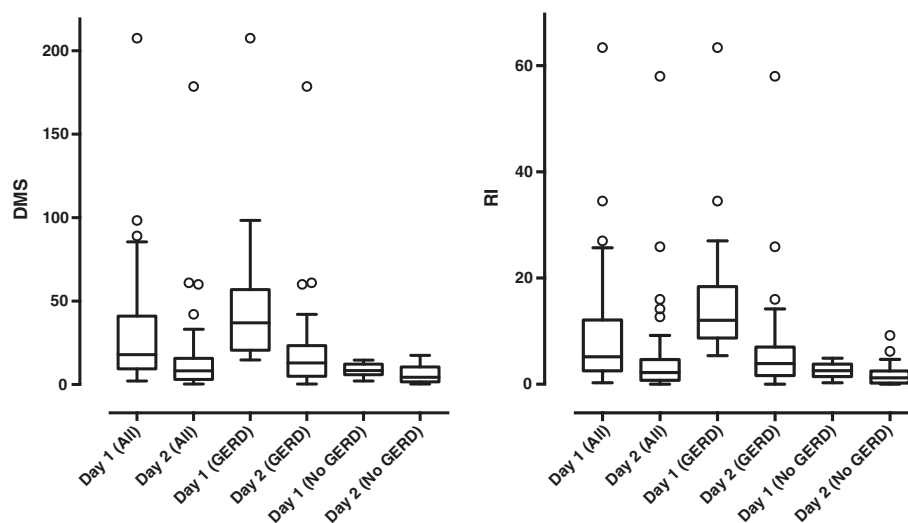 DMS
200
150
100
50
0
Day 1 (All)
Day 2 (All)
Day 1 (GERD)
Day 2 (GERD)
Day 1 (No GERD)
Day 2 (No GERD)
RI
60
40
20
0
Day 1 (All)
Day 2 (All)
Day 1 (GERD)
Day 2 (GERD)
Day 1 (No GERD)
Day 2 (No GERD)